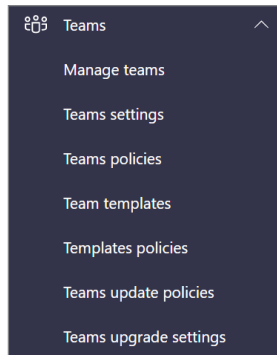 Teams
Manage teams
Teams settings
Teams policies
Team templates
Templates policies
Teams update policies
Teams upgrade settings